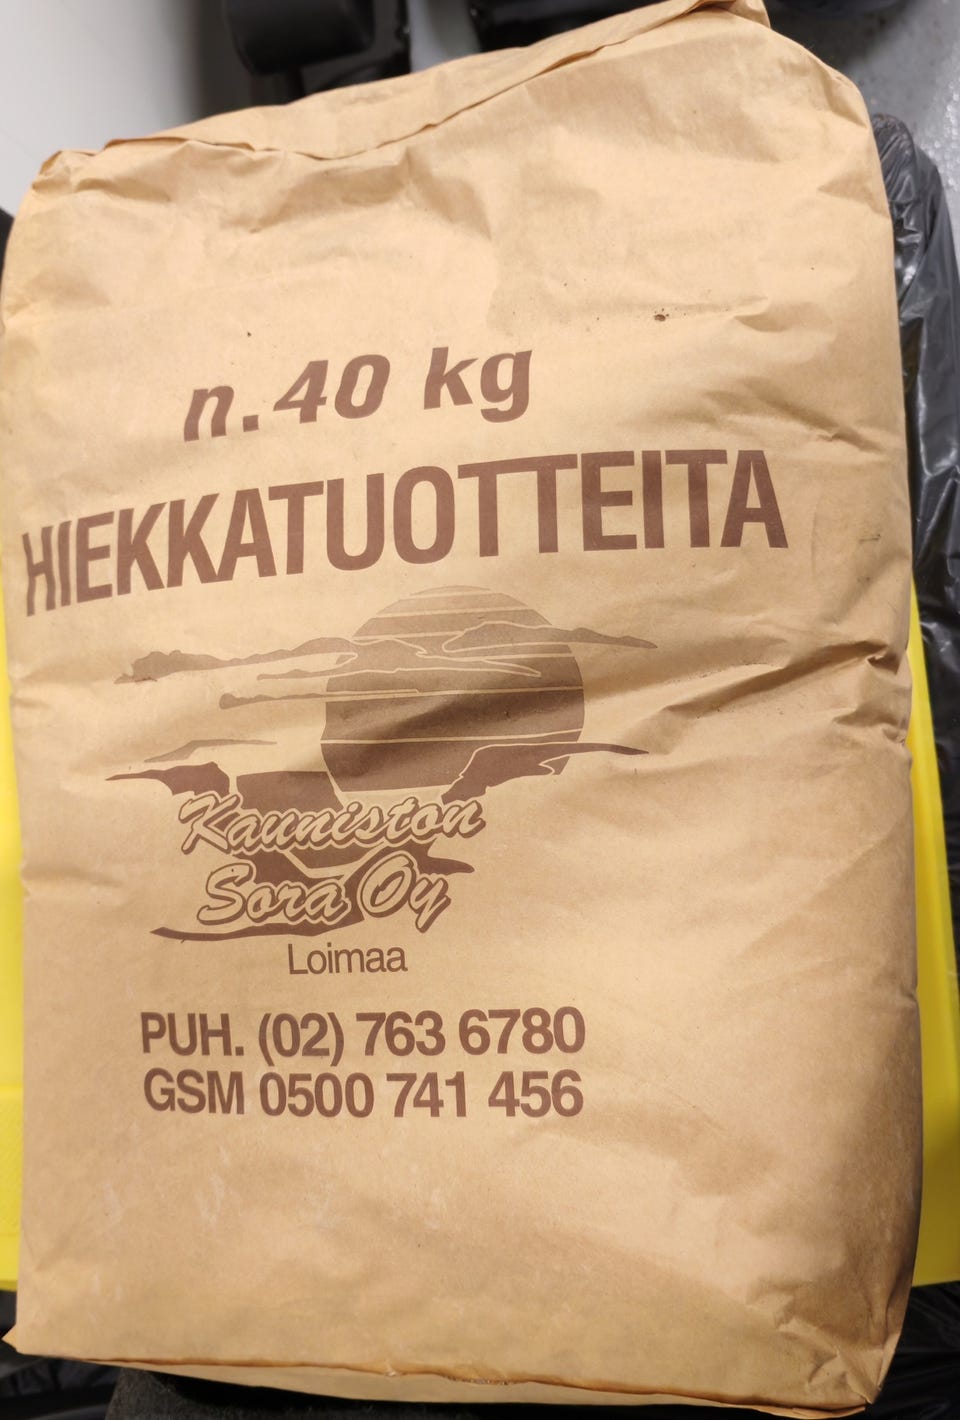 n. 40 kg
HIEKKATUOTTEITA
Kauniston
Sora Oy
Loimaa
PUH. (02) 763 6780
GSM 0500 741 456